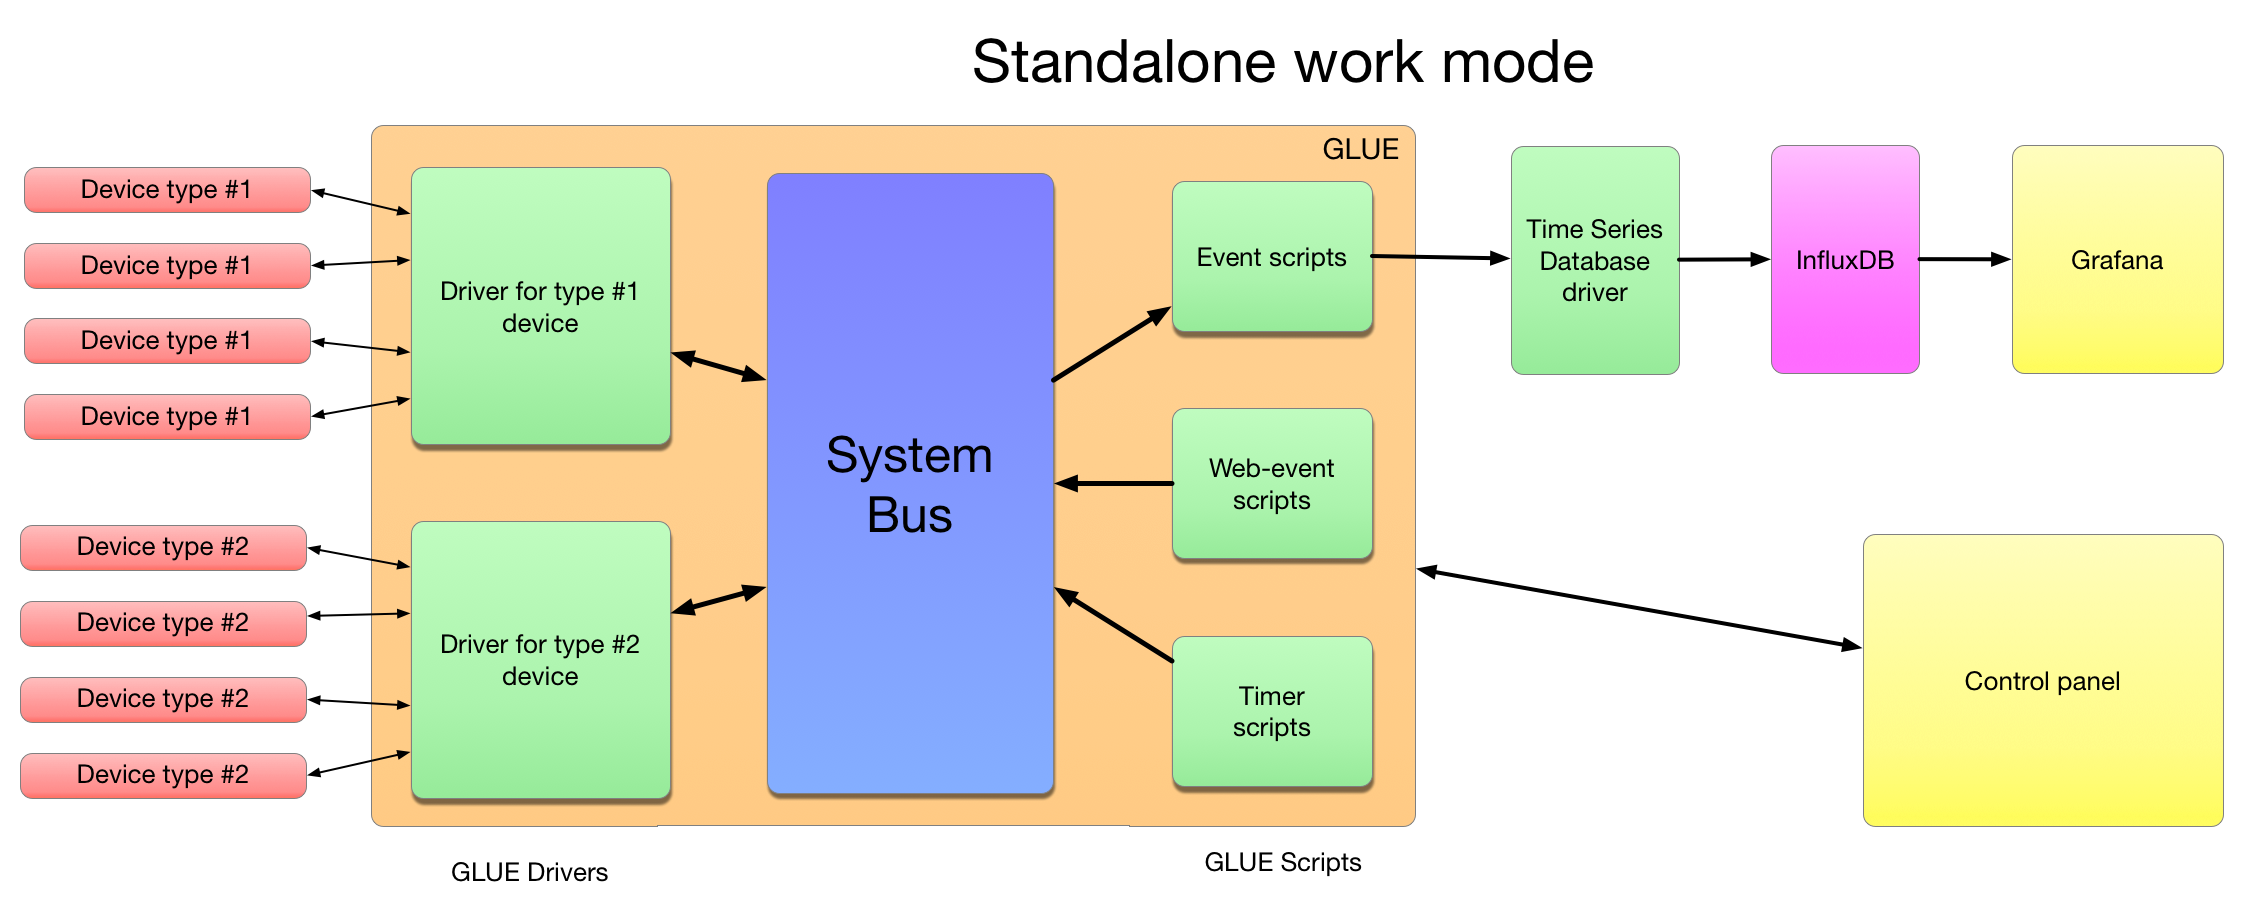 Standalone work mode
GLUE
Device type #1
Device type #1
Device type #1
Device type #1
Driver for type #1
device
Device type #2
Device type #2
Device type #2
Device type #2
Driver for type #2
device
System
Bus
Event scripts
Web-event
scripts
Timer
scripts
Time Series
Database
driver
InfluxDB
Grafana
Control panel
GLUE Drivers
GLUE Scripts